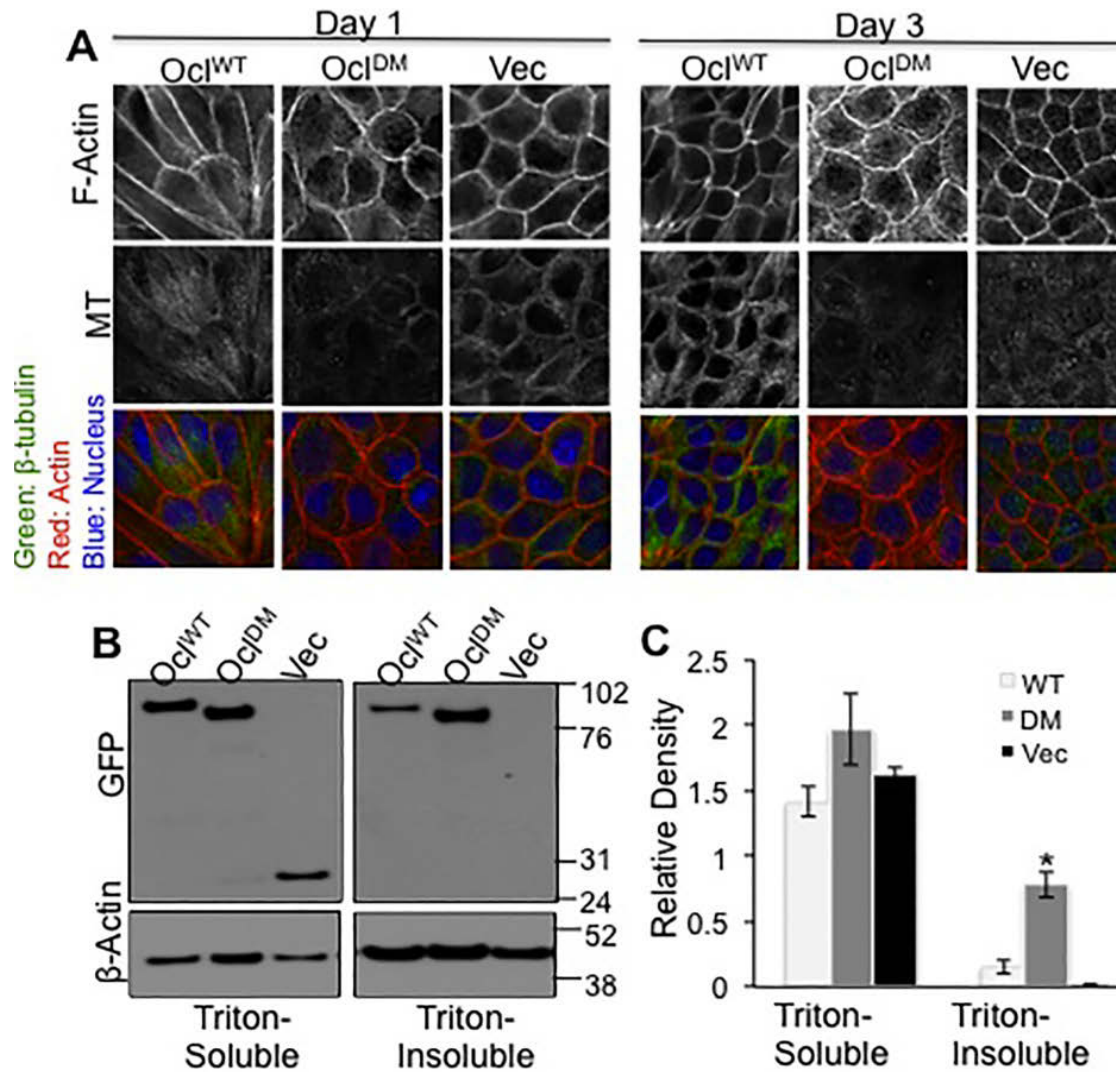 A
Day 1
Day 3
Ocl^WT
Ocl^DM
Vec
Ocl^WT
Ocl^DM
Vec
F-Actin
MT
Green: β-tubulin
Red: Actin
Blue: Nucleus
B
Ocl^WT
Ocl^DM
Vec
Ocl^WT
Ocl^DM
Vec
GFP
β-Actin
102
76
31
24
52
38
Triton-
Soluble
Triton-
Insoluble
C
Relative Density
2.5
2
1.5
1
0.5
0
WT
DM
Vec
*
Triton-
Soluble
Triton-
Insoluble